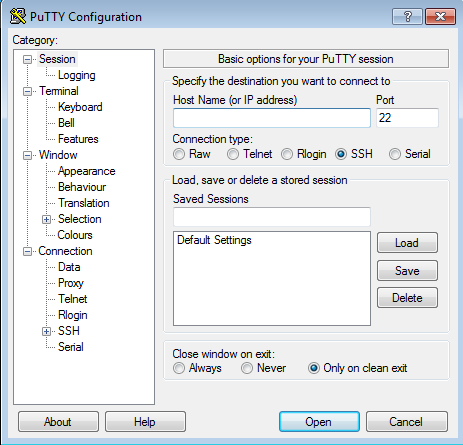 PuTTY Configuration
?
Category:
Session
Logging
Terminal
Keyboard
Bell
Features
Window
Appearance
Behaviour
Translation
Selection
Colours
Connection
Data
Proxy
Telnet
Rlogin
SSH
Serial
Basic options for your PuTTY session
Specify the destination you want to connect to
Host Name (or IP address) Port
22
Connection type:
Raw Telnet Rlogin SSH Serial
Load, save or delete a stored session
Saved Sessions
Default Settings
Load
Save
Delete
Close window on exit:
Always Never Only on clean exit
About Help Open Cancel